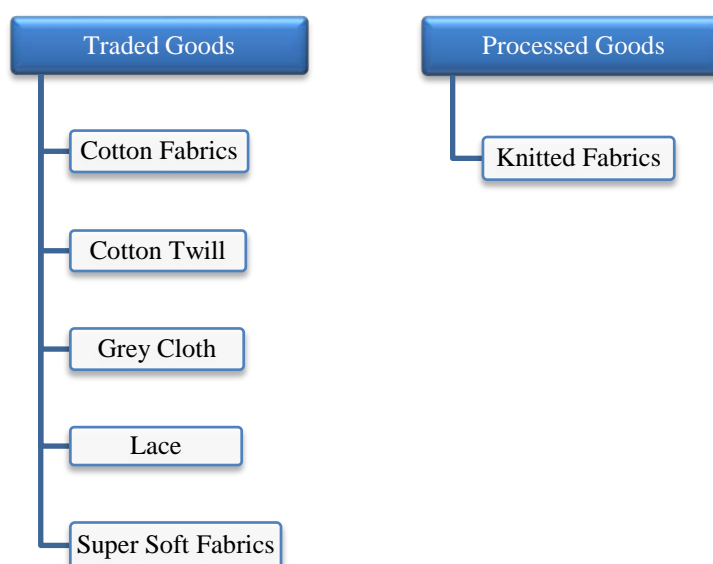 Traded Goods
Cotton Fabrics
Cotton Twill
Grey Cloth
Lace
Super Soft Fabrics
Processed Goods
Knitted Fabrics